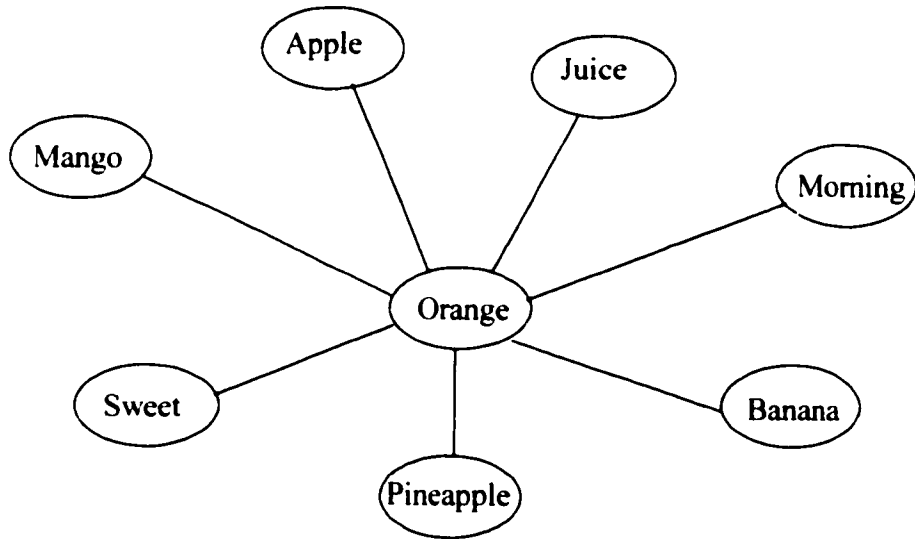 Apple
Juice
Mango
Morning
Orange
Sweet
Banana
Pineapple